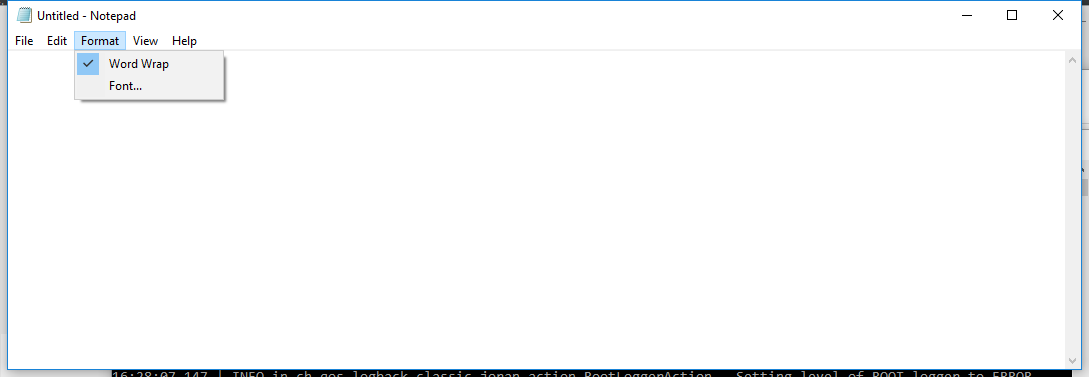 Untitled - Notepad
File Edit Format View Help
Word Wrap
Font...
16:28:07,147 | INFO in ch.qos.logback.classic.joran.action.RootLoggerAction - Setting level of ROOT logger to ERROR